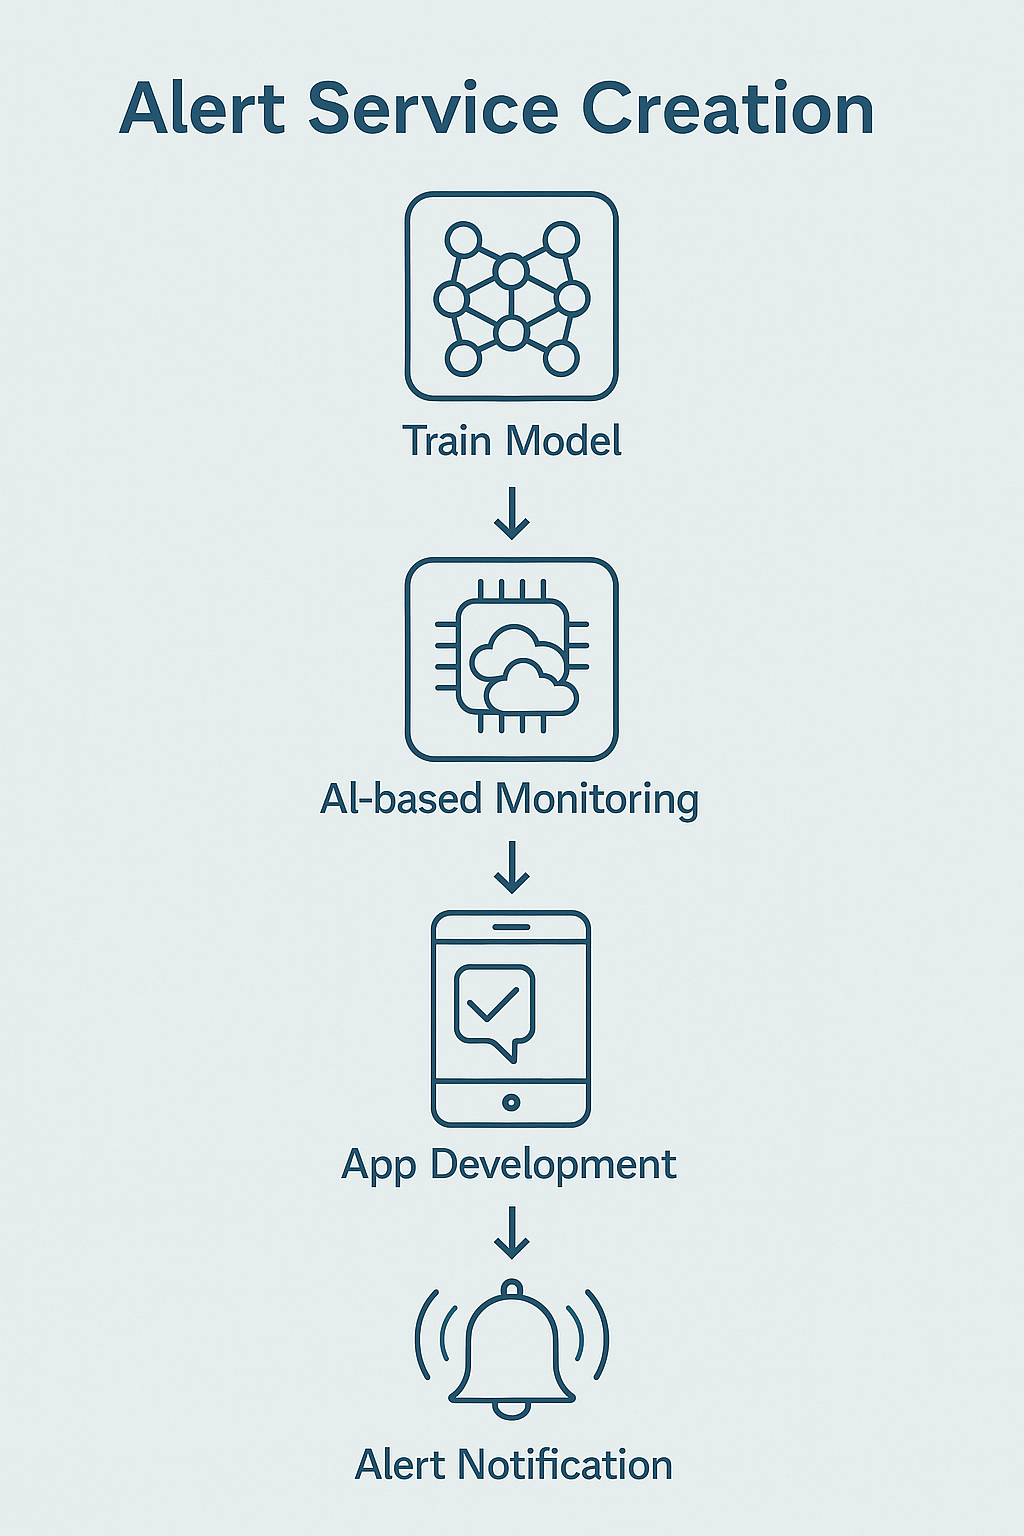 Alert Service Creation
Train Model
AI-based Monitoring
App Development
Alert Notification